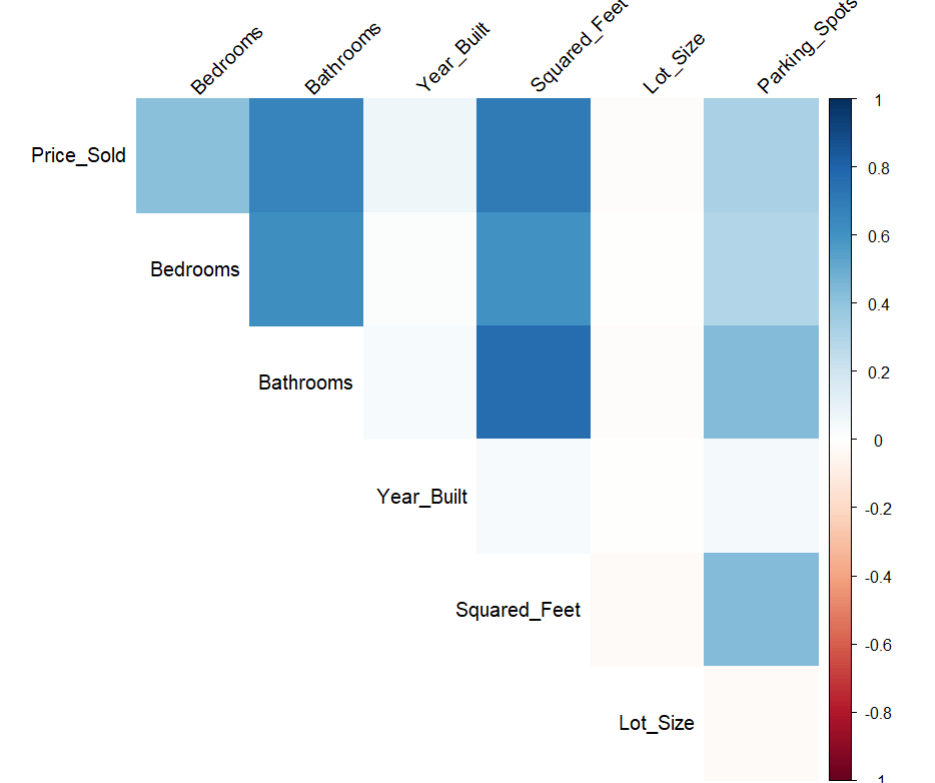 Bedrooms
Bathrooms
Year_Built
Squared_Feet
Lot_Size
Parking_Spots
Price_Sold
Bedrooms
Bathrooms
Year_Built
Squared_Feet
Lot_Size
1
0.8
0.6
0.4
0.2
0
-0.2
-0.4
-0.6
-0.8